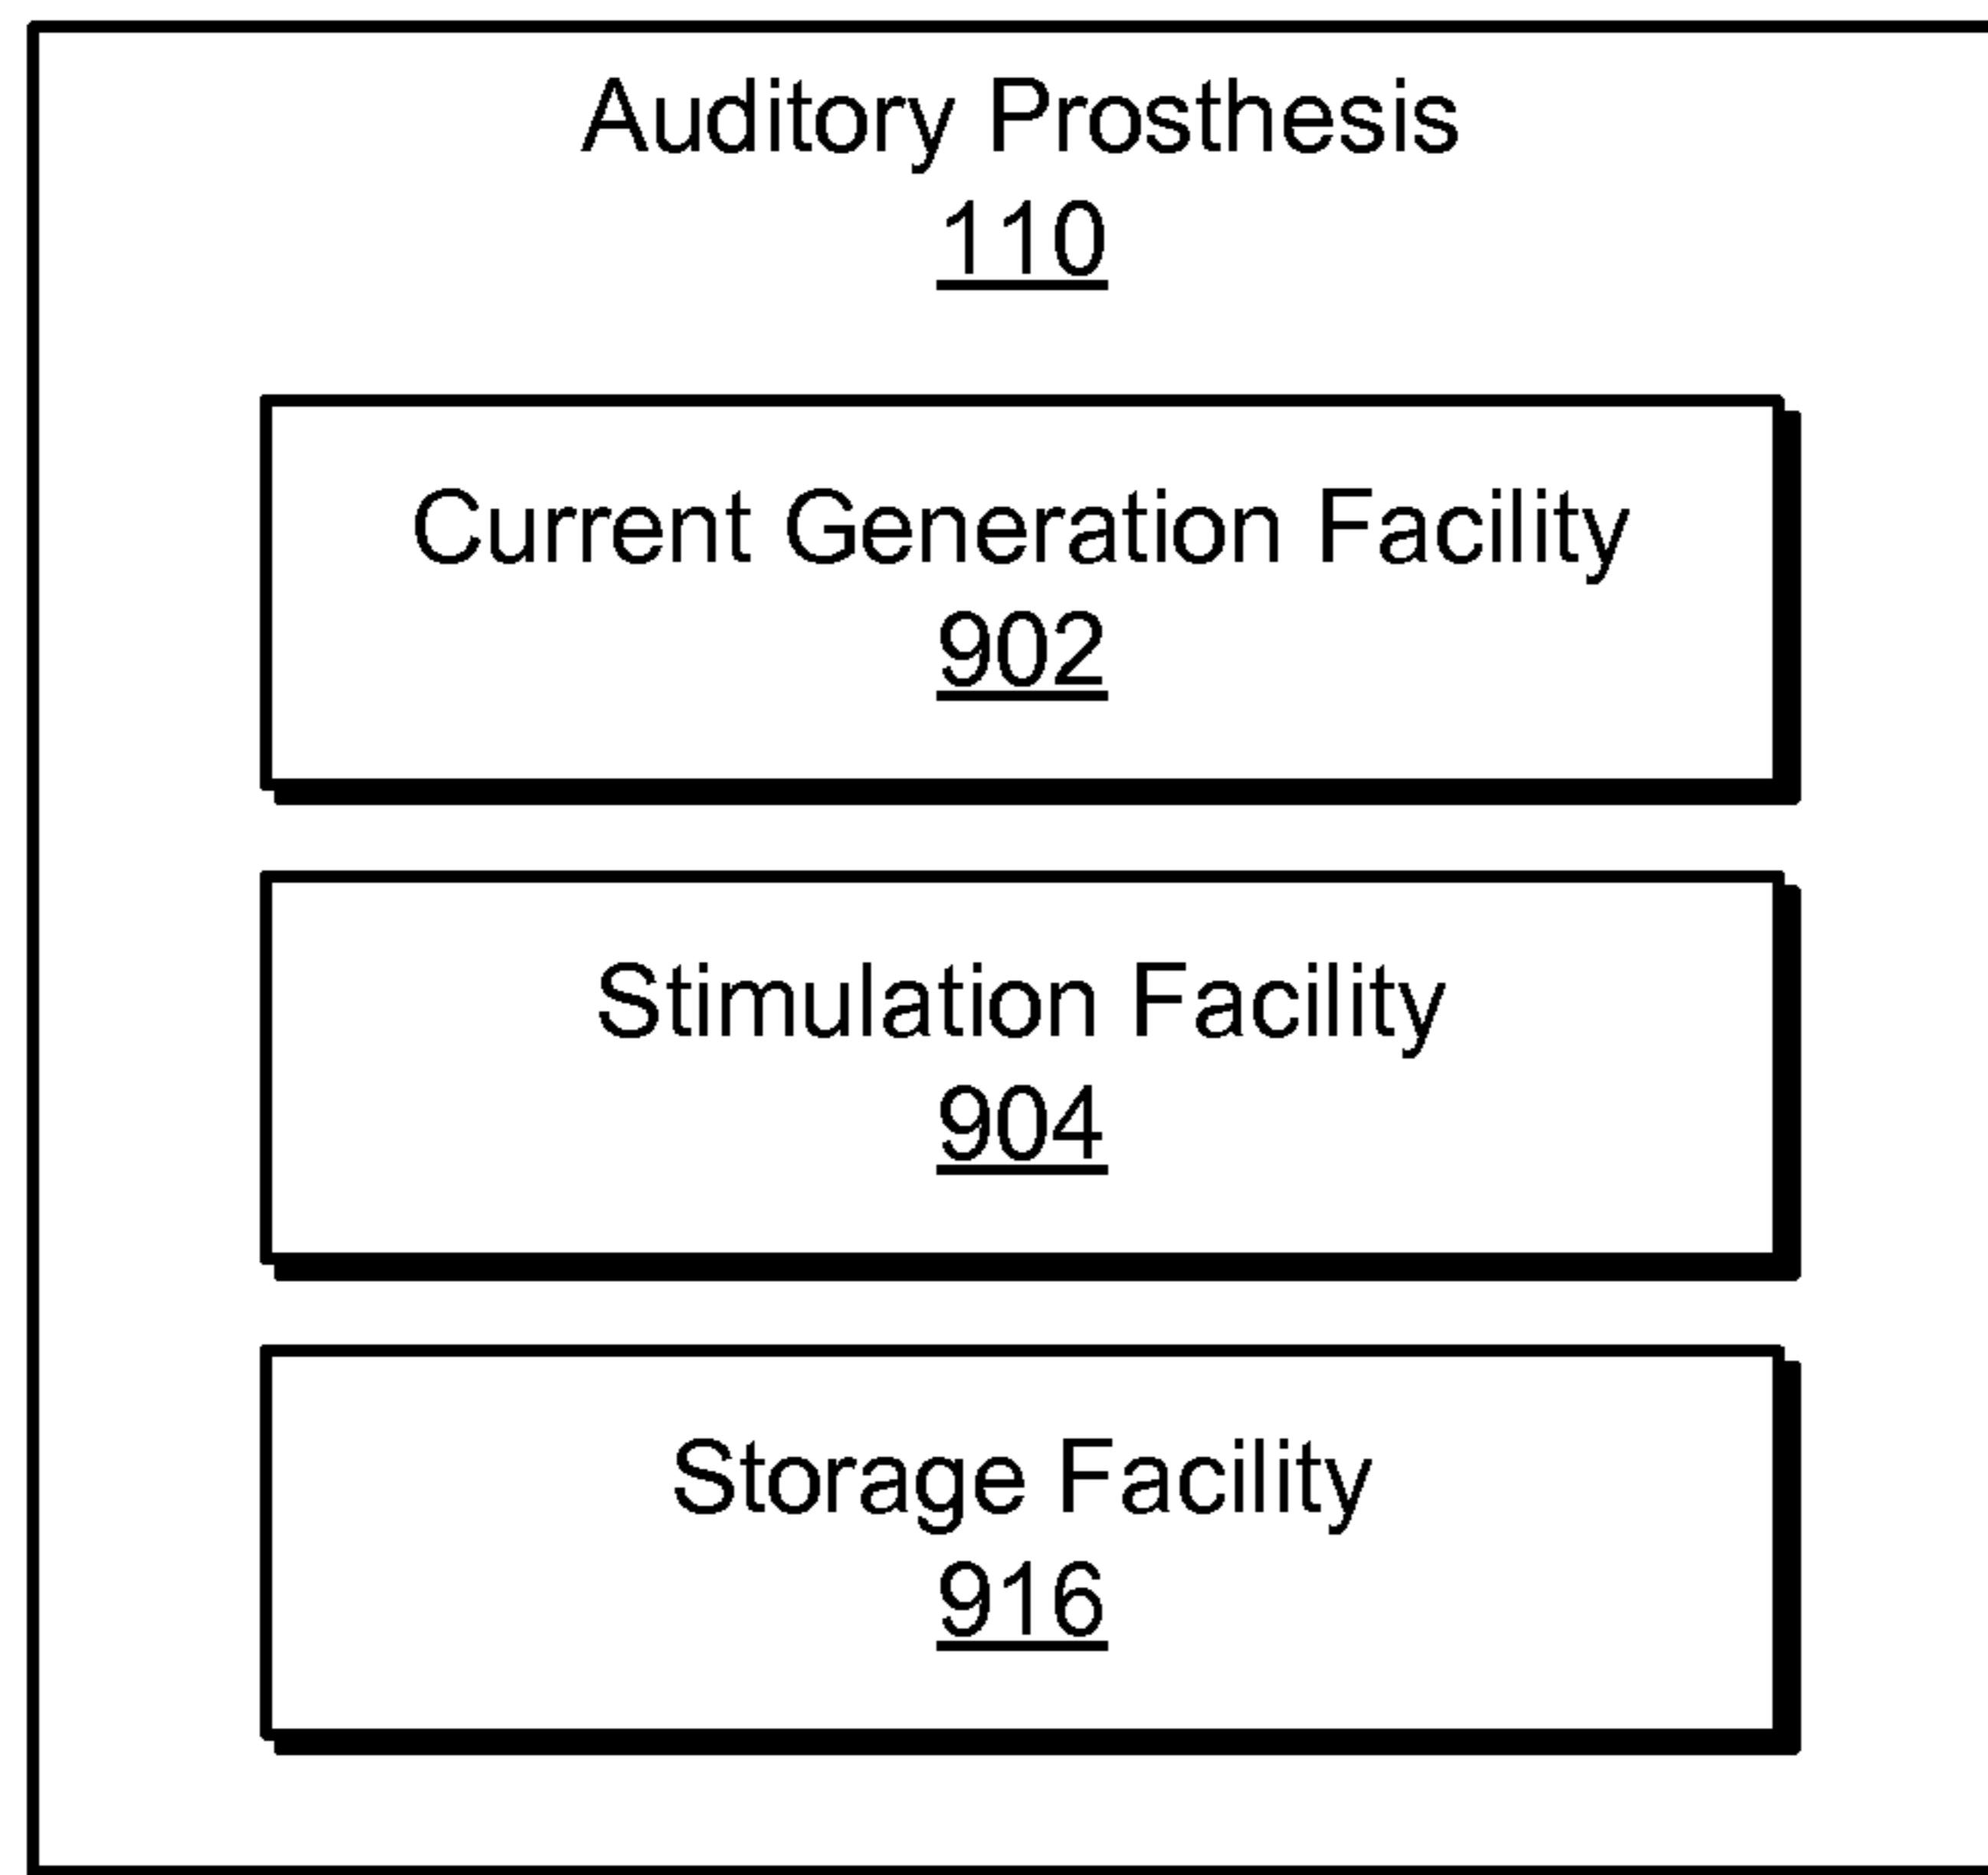 Auditory Prosthesis
110
Current Generation Facility
902
Stimulation Facility
904
Storage Facility
916